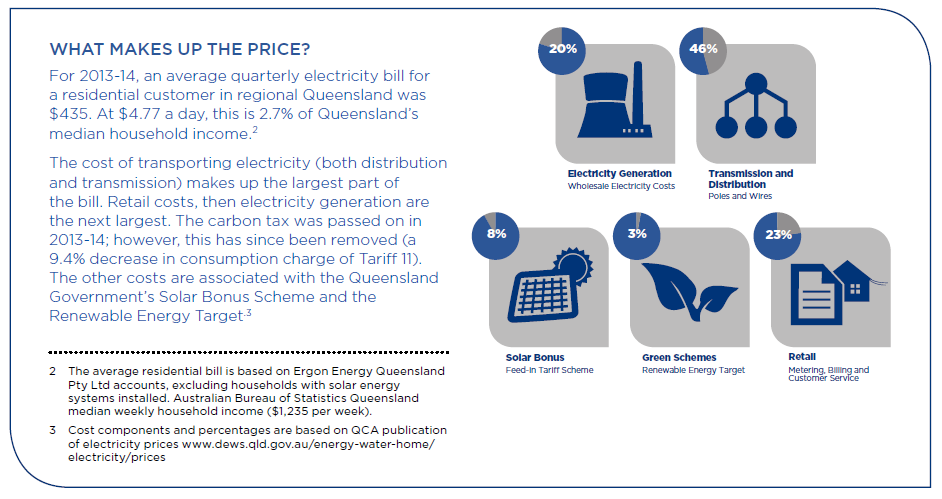 WHAT MAKES UP THE PRICE?
For 2013-14, an average quarterly electricity bill for
a residential customer in regional Queensland was
$435. At $4.77 a day, this is 2.7% of Queensland’s
median household income.2
The cost of transporting electricity (both distribution
and transmission) makes up the largest part of
the bill. Retail costs, then electricity generation are
the next largest. The carbon tax was passed on in
2013-14; however, this has since been removed (a
9.4% decrease in consumption charge of Tariff 11).
The other costs are associated with the Queensland
Government’s Solar Bonus Scheme and the
Renewable Energy Target.3
2 The average residential bill is based on Ergon Energy Queensland
Pty Ltd accounts, excluding households with solar energy
systems installed. Australian Bureau of Statistics Queensland
median weekly household income ($1,235 per week).
3 Cost components and percentages are based on QCA publication
of electricity prices www.dews.qld.gov.au/energy-water-home/
electricity/prices
20%
Electricity Generation
Wholesale Electricity Costs
46%
Transmission and
Distribution
Poles and Wires
8%
Solar Bonus
Feed-in Tariff Scheme
3%
Green Schemes
Renewable Energy Target
23%
Retail
Metering, Billing and
Customer Service